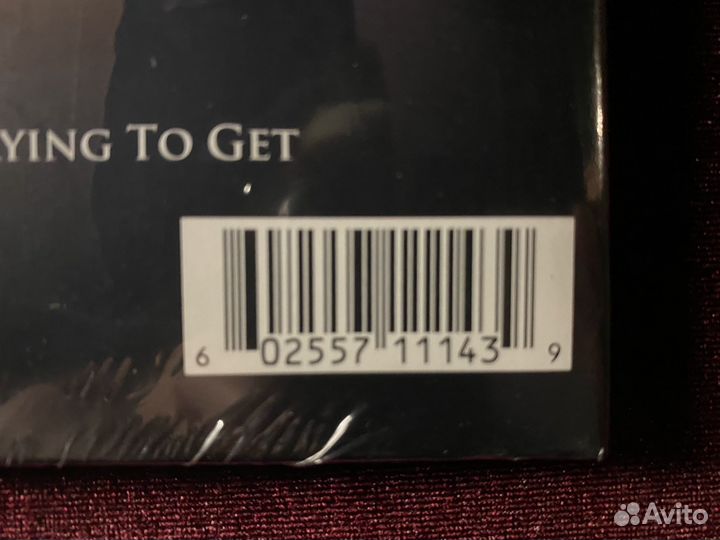 YING TO GET
6 02557 11143 9
Avito